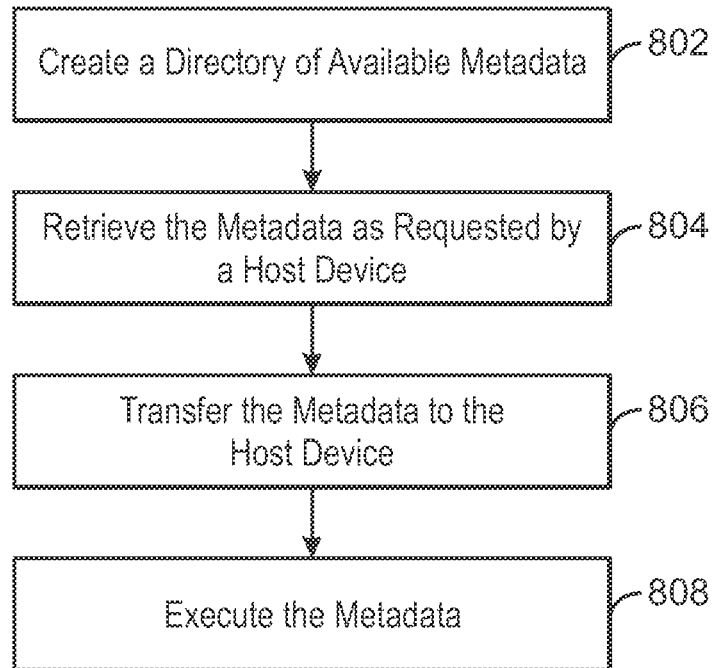 Create a Directory of Available Metadata
802
Retrieve the Metadata as Requested by
a Host Device
804
Transfer the Metadata to the
Host Device
806
Execute the Metadata
808